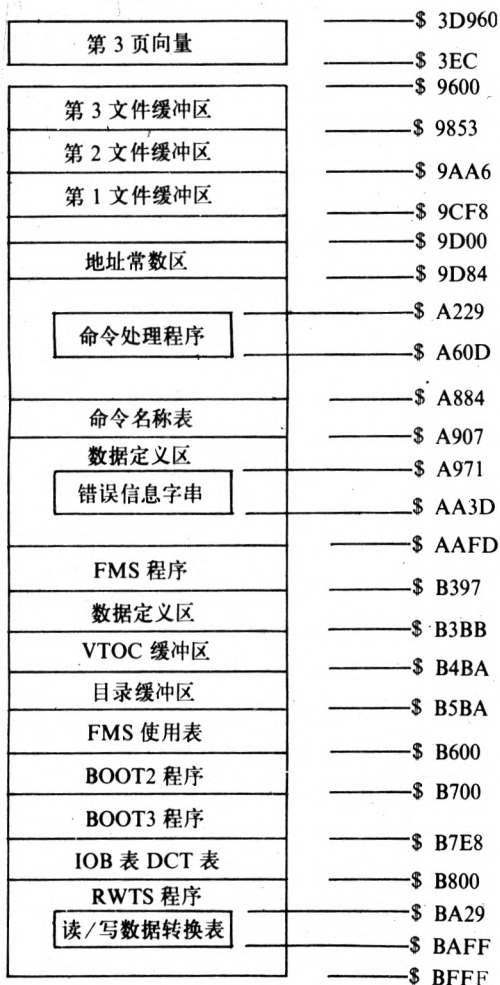 $ 3D960
第 3 页向量
$ 3EC
$ 9600
第 3 文件缓冲区
$ 9853
第 2 文件缓冲区
$ 9AA6
第 1 文件缓冲区
$ 9CF8
$ 9D00
地址常数区
$ 9D84
$ A229
命令处理程序
$ A60D
$ A884
命令名称表
$ A907
数据定义区
$ A971
错误信息字串
$ AA3D
$ AAFD
FMS 程序
$ B397
数据定义区
$ B3BB
VTOC 缓冲区
$ B4BA
目录缓冲区
$ B5BA
FMS 使用表
$ B600
BOOT2 程序
$ B700
BOOT3 程序
$ B7E8
IOB 表 DCT 表
$ B800
RWTS 程序
$ BA29
读/写数据转换表
$ BAFF
$ BFFF